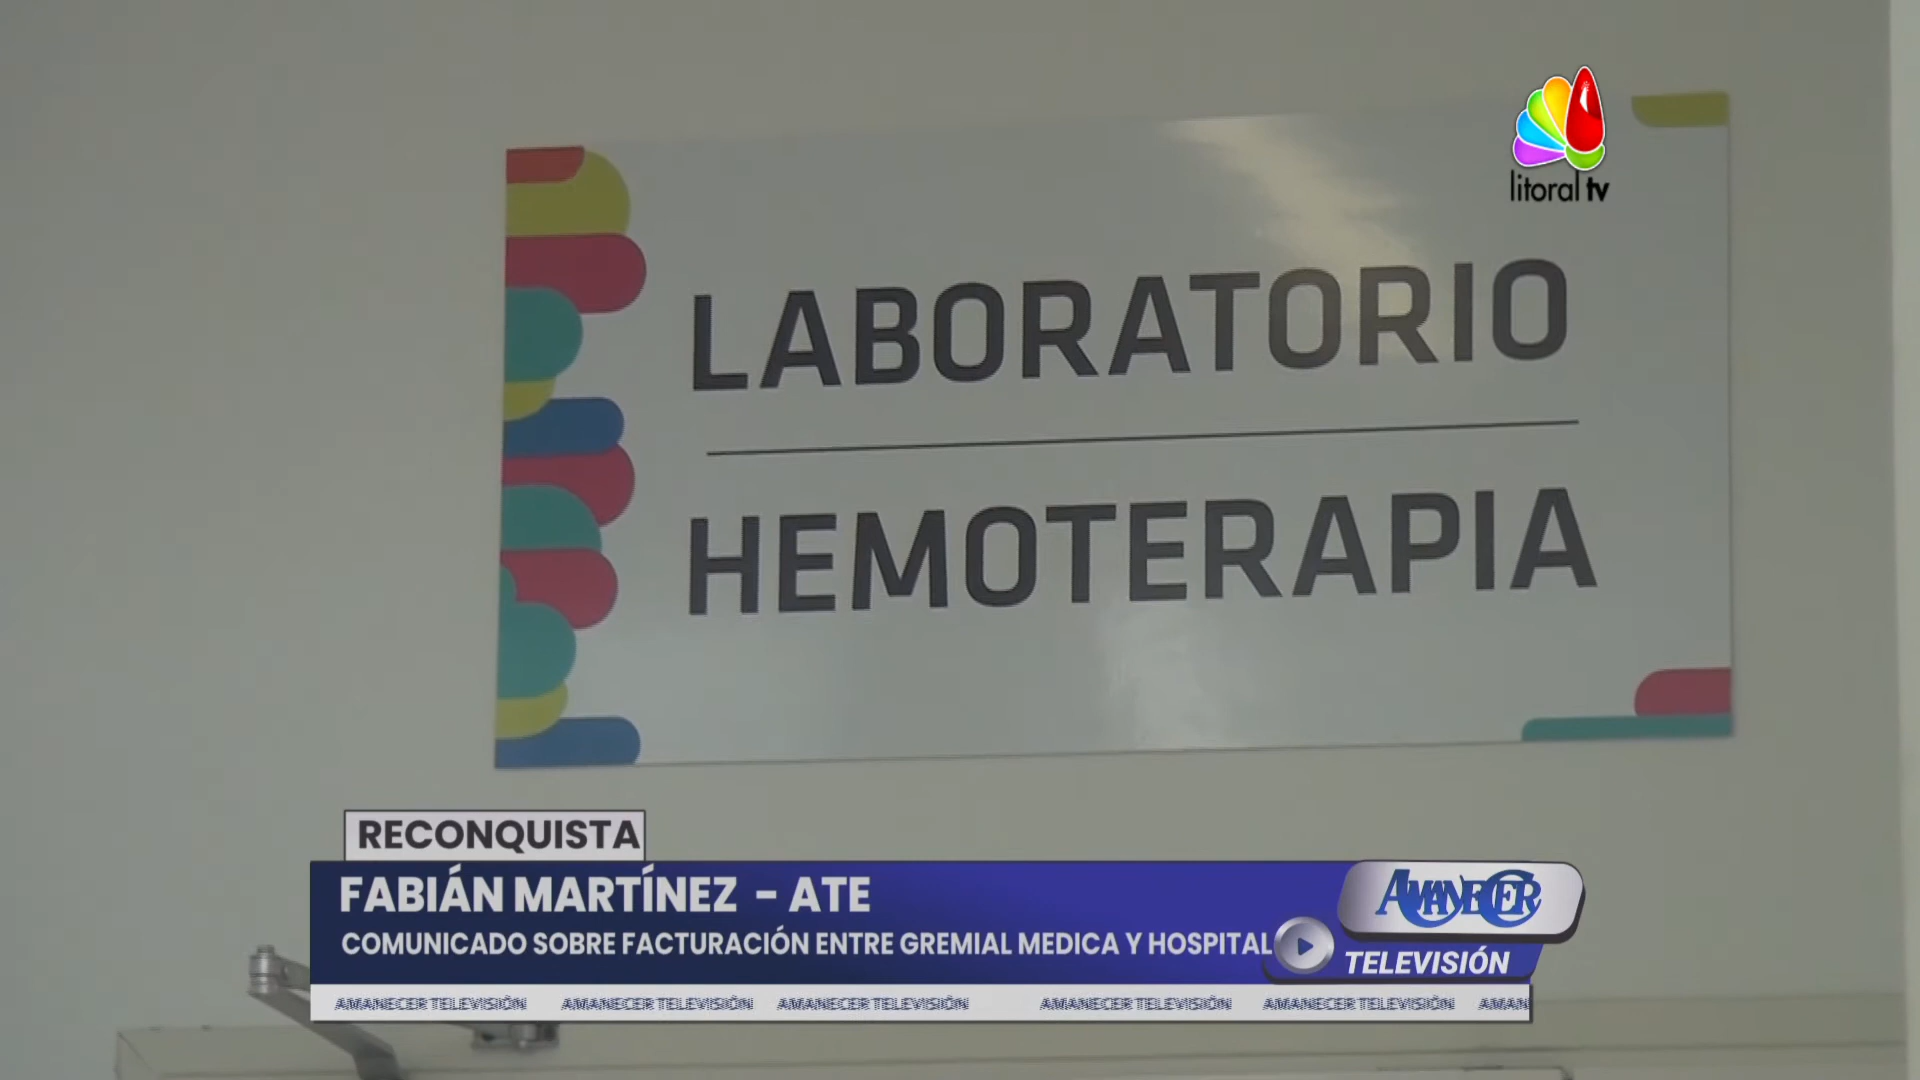 litoral tv
LABORATORIO
HEMOTERAPIA
RECONQUISTA
FABIÁN MARTÍNEZ - ATE
COMUNICADO SOBRE FACTURACIÓN ENTRE GREMIAL MEDICA Y HOSPITAL
AMANECER
TELEVISIÓN
AMANECER TELEVISIÓN AMANECER TELEVISIÓN AMANECER TELEVISIÓN AMANECER TELEVISIÓN AMANECER TELEVISIÓN AMAN